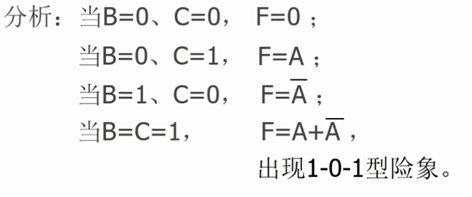 分析：当B=0、C=0， F=0；
当B=0、C=1， F=A；
当B=1、C=0， F=A̅；
当B=C=1， F=A+A̅，
出现1-0-1型险象。